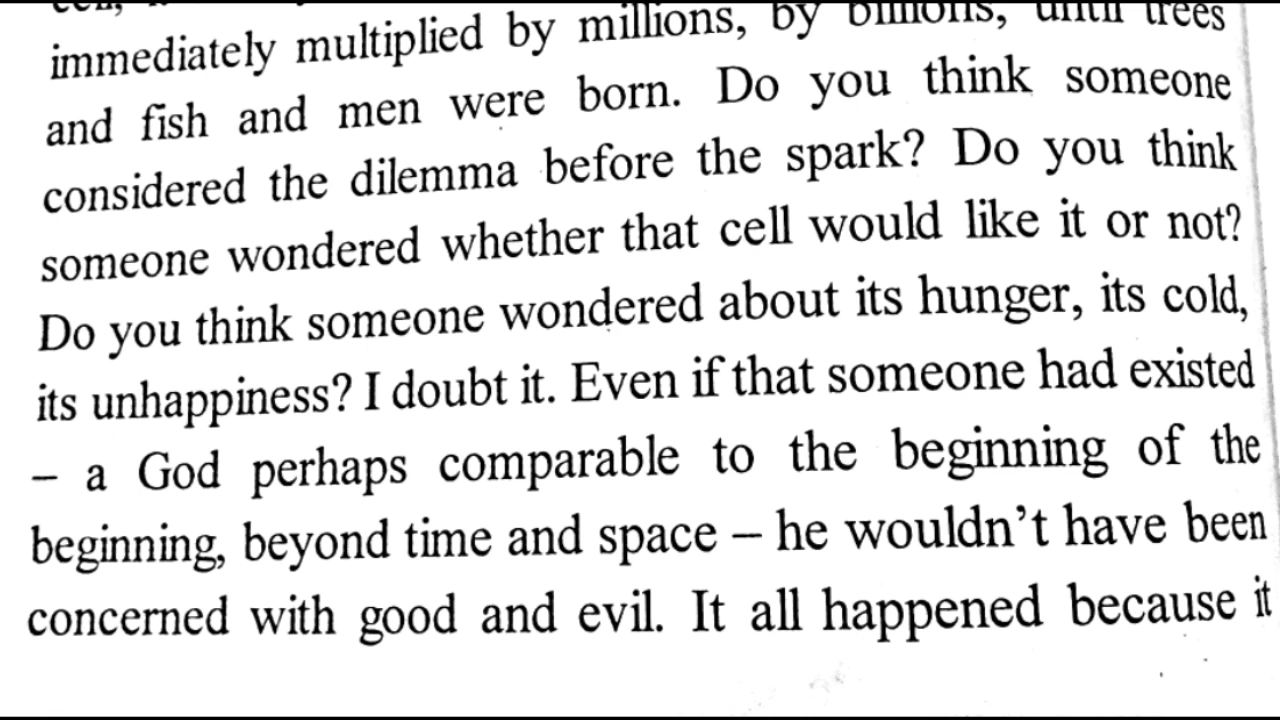 immediately multiplied by millions, by billions, until trees
and fish and men were born. Do you think someone
considered the dilemma before the spark? Do you think
someone wondered whether that cell would like it or not?
Do you think someone wondered about its hunger, its cold,
its unhappiness? I doubt it. Even if that someone had existed
– a God perhaps comparable to the beginning of the
beginning, beyond time and space – he wouldn’t have been
concerned with good and evil. It all happened because it